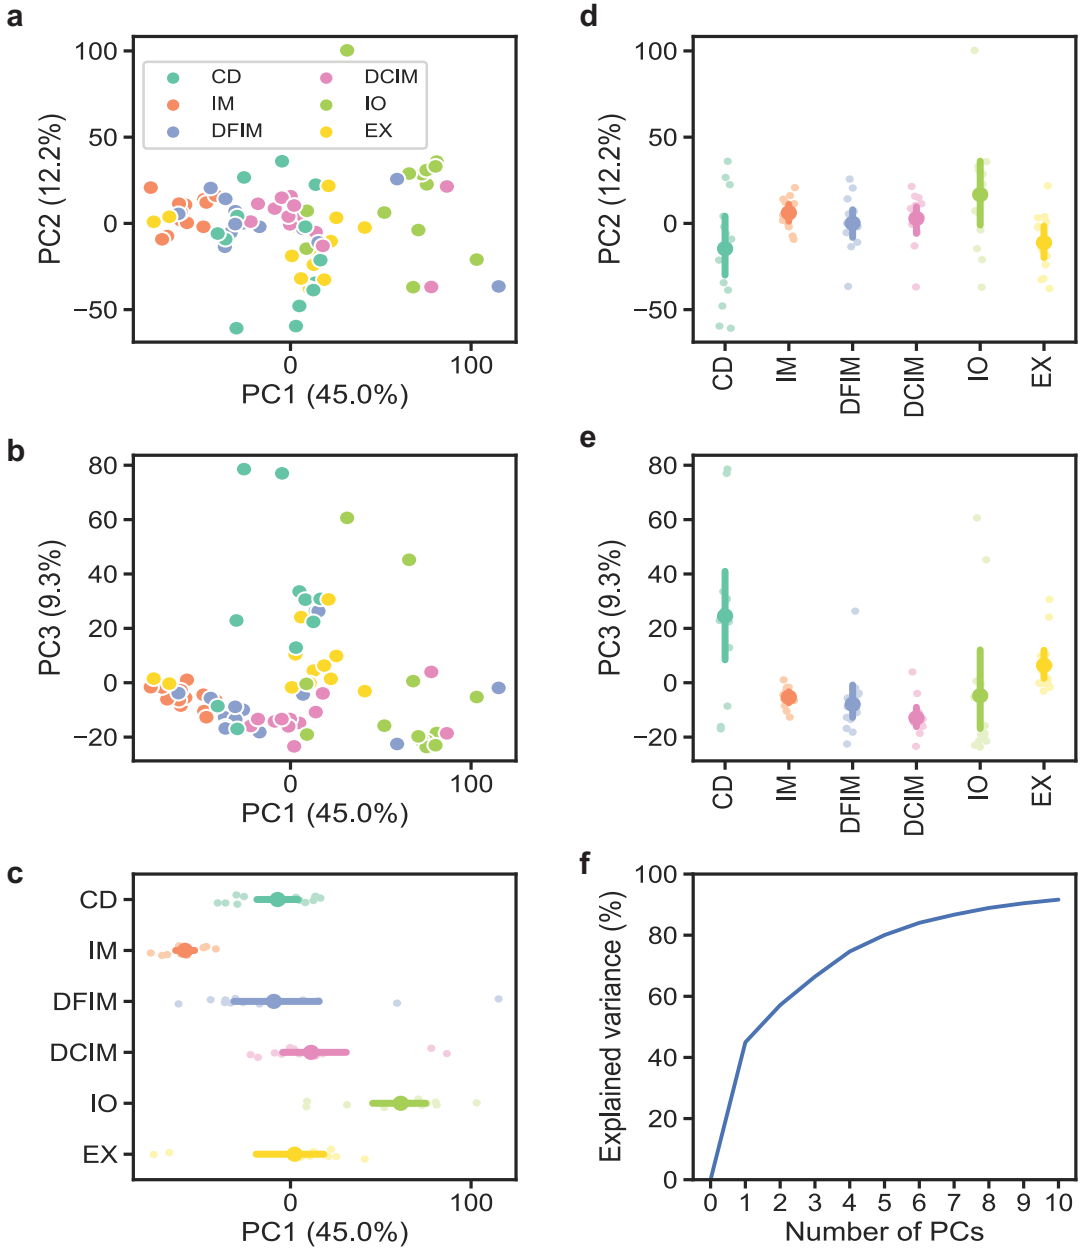 a
100
50
0
−50
PC2 (12.2%)
CD
IM
DFIM
DCIM
IO
EX
0
100
PC1 (45.0%)
d
100
50
0
−50
PC2 (12.2%)
CD
IM
DFIM
DCIM
IO
EX
b
80
60
40
20
0
−20
PC3 (9.3%)
0
100
PC1 (45.0%)
e
80
60
40
20
0
−20
PC3 (9.3%)
CD
IM
DFIM
DCIM
IO
EX
c
CD
IM
DFIM
DCIM
IO
EX
0
100
PC1 (45.0%)
f
100
80
60
40
20
0
Explained variance (%)
0 1 2 3 4 5 6 7 8 9 10
Number of PCs